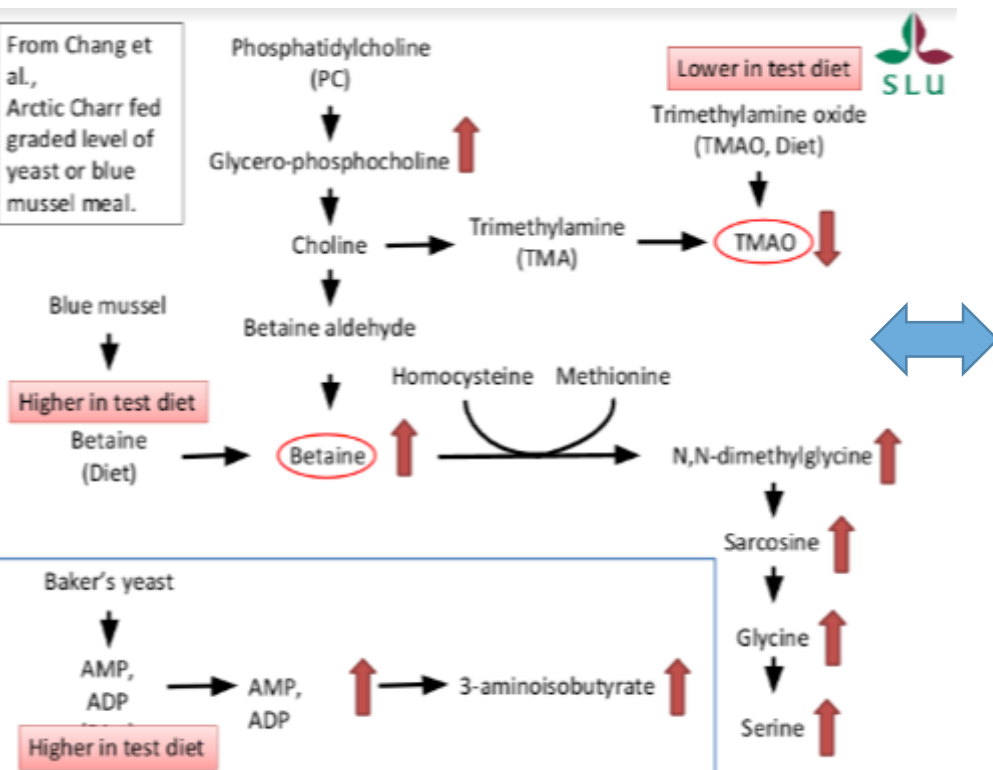 From Chang et
al.,
Arctic Charr fed
graded level of
yeast or blue
mussel meal.
Phosphatidylcholine
(PC)
Lower in test diet
SLU
Trimethylamine oxide
(TMAO, Diet)
Glycero-phosphocholine
Choline
Trimethylamine
(TMA)
TMAO
Blue mussel
Betaine aldehyde
Higher in test diet
Homocysteine Methionine
Betaine
(Diet)
Betaine
N,N-dimethylglycine
Sarcosine
Glycine
Serine
Baker's yeast
AMP,
ADP
AMP,
ADP
3-aminoisobutyrate
Higher in test diet